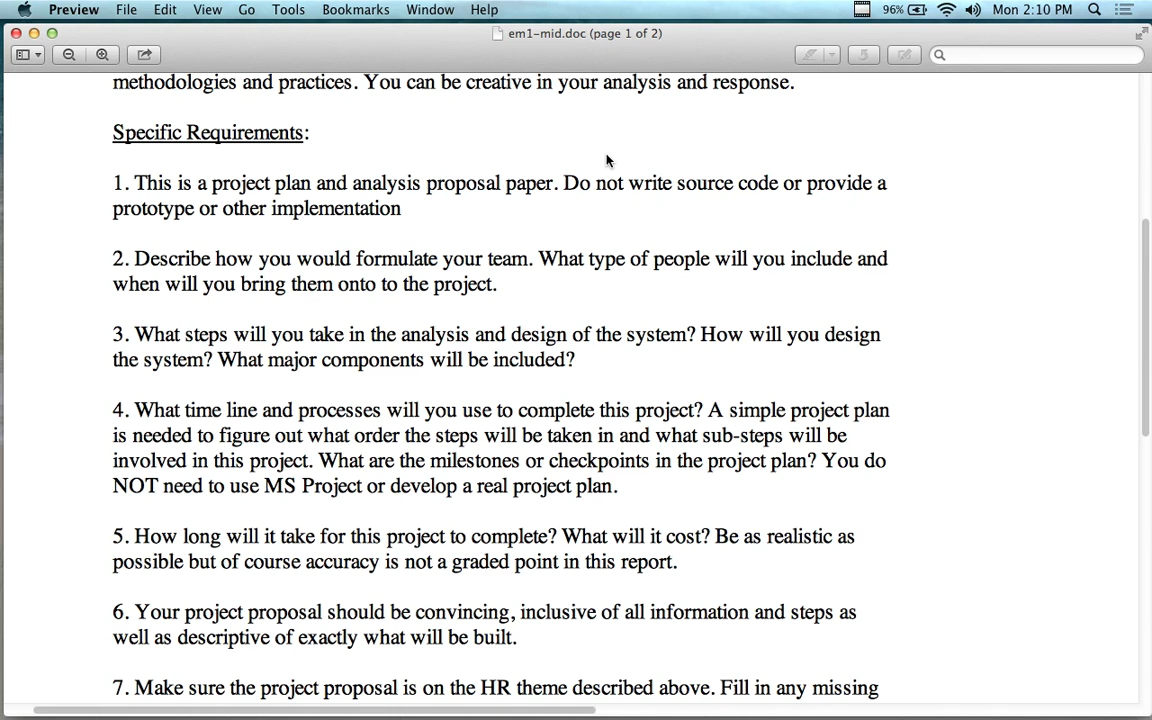 Preview File Edit View Go Tools Bookmarks Window Help 96% Mon 2:10 PM
em1-mid.doc (page 1 of 2)
methodologies and practices. You can be creative in your analysis and response.
Specific Requirements:
1. This is a project plan and analysis proposal paper. Do not write source code or provide a
prototype or other implementation
2. Describe how you would formulate your team. What type of people will you include and
when will you bring them onto to the project.
3. What steps will you take in the analysis and design of the system? How will you design
the system? What major components will be included?
4. What time line and processes will you use to complete this project? A simple project plan
is needed to figure out what order the steps will be taken in and what sub-steps will be
involved in this project. What are the milestones or checkpoints in the project plan? You do
NOT need to use MS Project or develop a real project plan.
5. How long will it take for this project to complete? What will it cost? Be as realistic as
possible but of course accuracy is not a graded point in this report.
6. Your project proposal should be convincing, inclusive of all information and steps as
well as descriptive of exactly what will be built.
7. Make sure the project proposal is on the HR theme described above. Fill in any missing